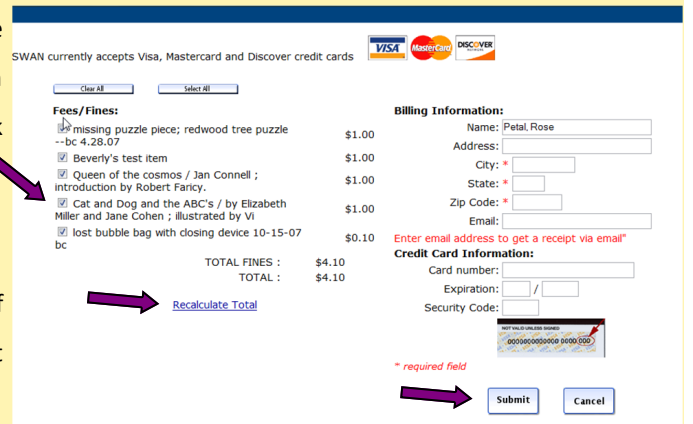 SWAN currently accepts Visa, Mastercard and Discover credit cards VISA MasterCard DISCOVER
Clear All Select All
Fees/Fines:
missing puzzle piece; redwood tree puzzle
--bc 4.28.07 $1.00
Beverly's test item $1.00
Queen of the cosmos / Jan Connell ;
introduction by Robert Faricy. $1.00
Cat and Dog and the ABC's / by Elizabeth
Miller and Jane Cohen ; illustrated by Vi $1.00
lost bubble bag with closing device 10-15-07
bc $0.10
TOTAL FINES : $4.10
TOTAL : $4.10
Recalculate Total
Billing Information:
Name: Petal, Rose
Address:
City: *
State: *
Zip Code: *
Email:
Enter email address to get a receipt via email"
Credit Card Information:
Card number:
Expiration: /
Security Code:
NOT VALID UNLESS SIGNED
* required field
Submit Cancel